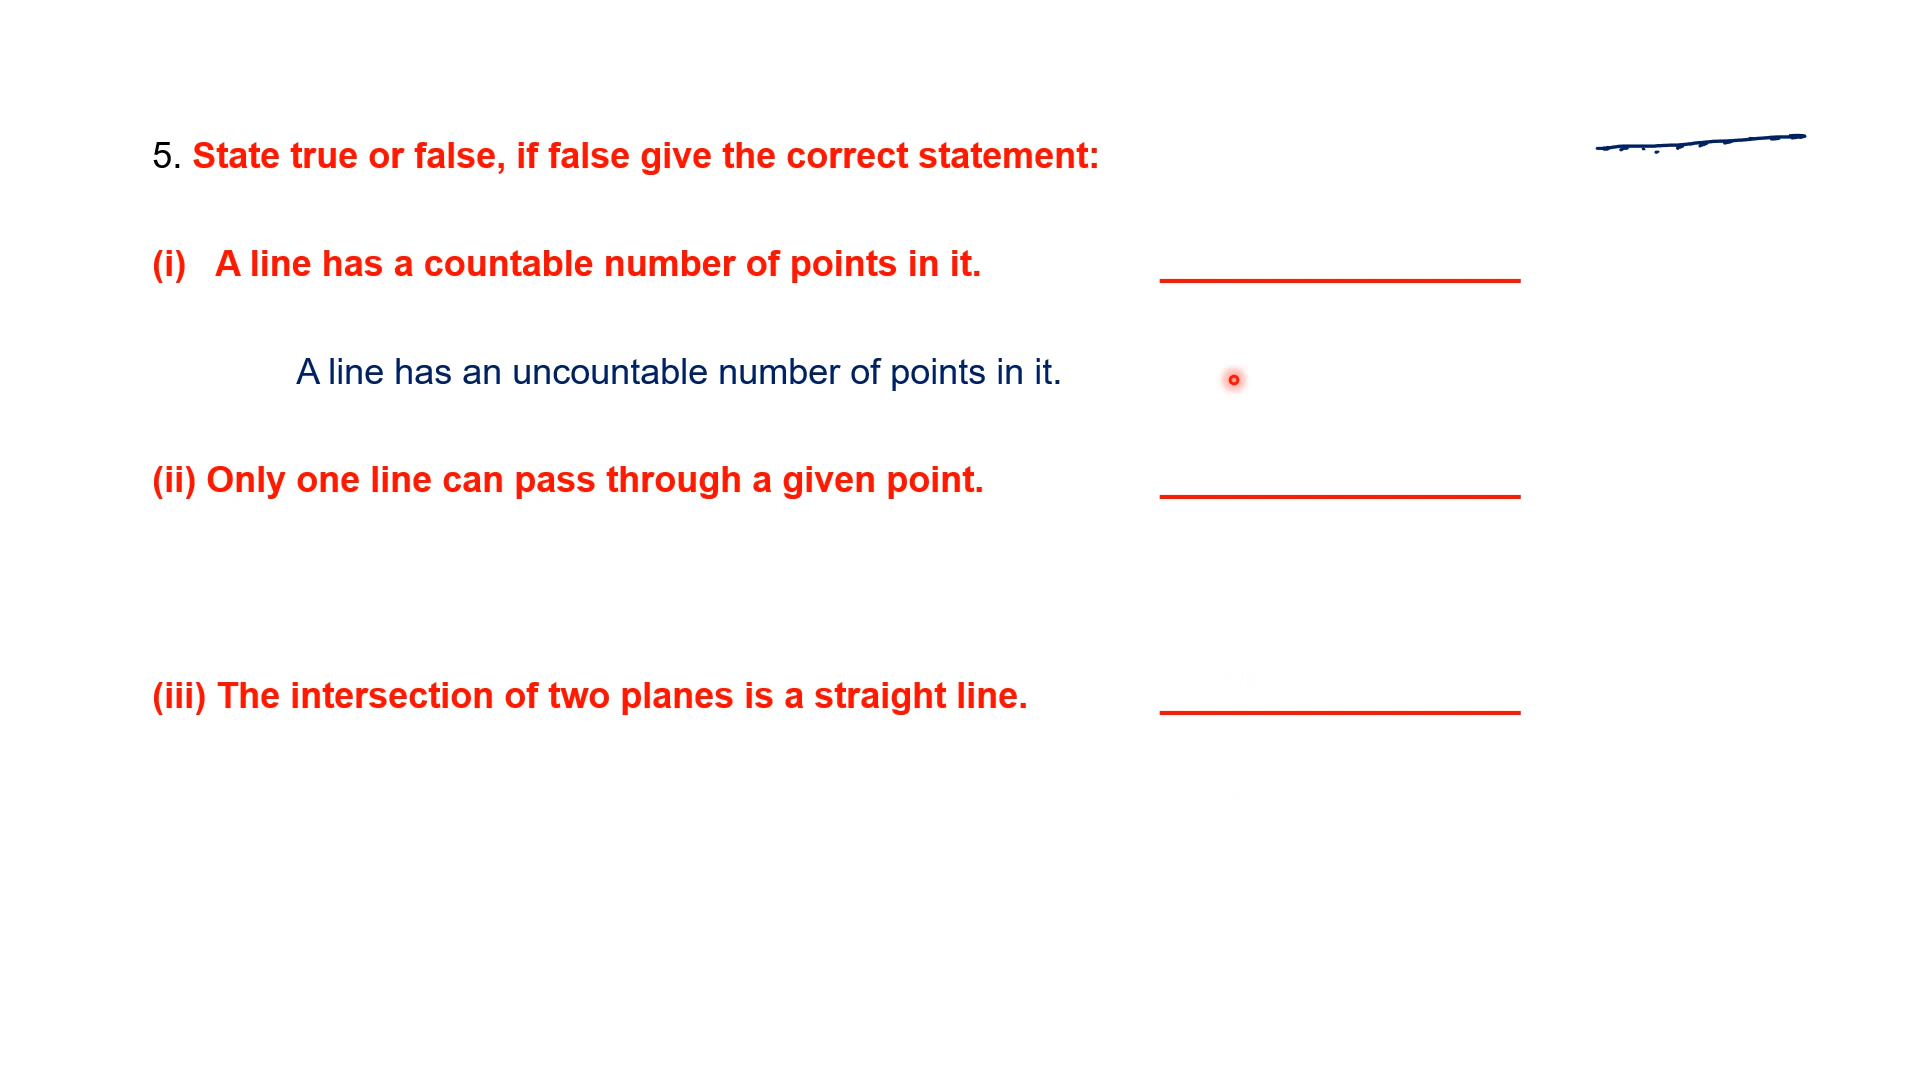 5. State true or false, if false give the correct statement:
(i) A line has a countable number of points in it.
A line has an uncountable number of points in it.
(ii) Only one line can pass through a given point.
(iii) The intersection of two planes is a straight line.